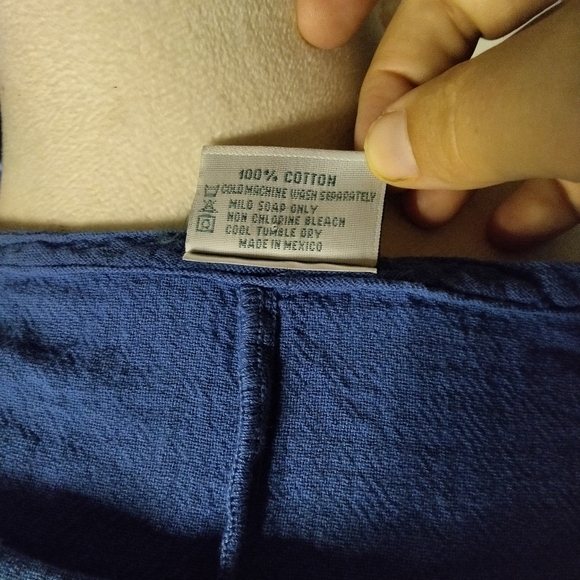 100% COTTON
COLD MACHINE WASH SEPARATELY
MILD SOAP ONLY
NON CHLORINE BLEACH
COOL TUMBLE DRY
MADE IN MEXICO